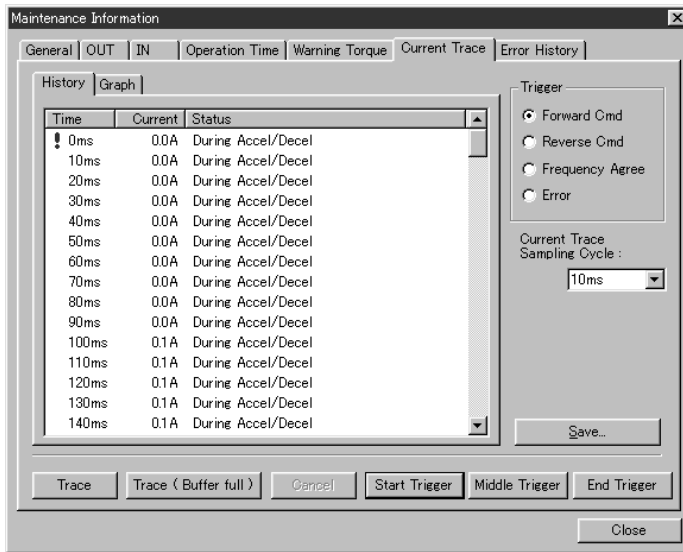 Maintenance Information
General OUT IN Operation Time Warning Torque Current Trace Error History
History Graph
Time Current Status
0ms 0.0A During Accel/Decel
10ms 0.0A During Accel/Decel
20ms 0.0A During Accel/Decel
30ms 0.0A During Accel/Decel
40ms 0.0A During Accel/Decel
50ms 0.0A During Accel/Decel
60ms 0.0A During Accel/Decel
70ms 0.0A During Accel/Decel
80ms 0.0A During Accel/Decel
90ms 0.0A During Accel/Decel
100ms 0.1A During Accel/Decel
110ms 0.1A During Accel/Decel
120ms 0.1A During Accel/Decel
130ms 0.1A During Accel/Decel
140ms 0.1A During Accel/Decel
Trigger
Forward Cmd
Reverse Cmd
Frequency Agree
Error
Current Trace
Sampling Cycle :
10ms
Save...
Trace Trace ( Buffer full ) Cancel Start Trigger Middle Trigger End Trigger
Close